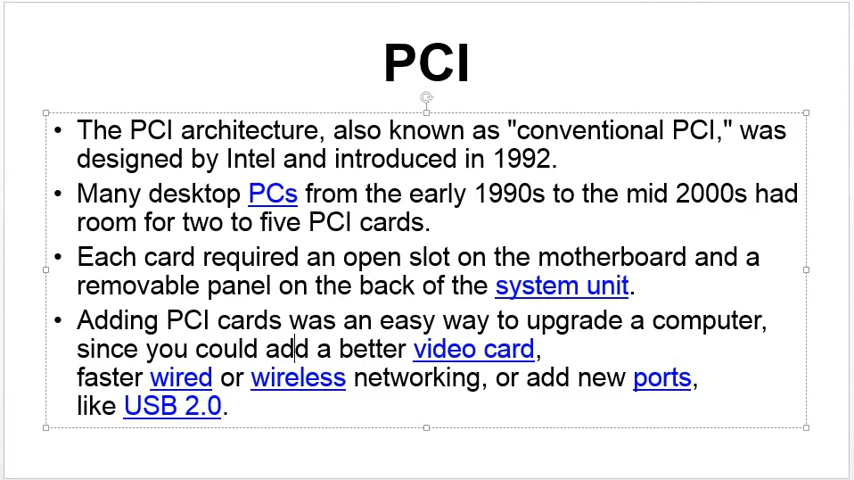 PCI
• The PCI architecture, also known as "conventional PCI," was
designed by Intel and introduced in 1992.
• Many desktop PCs from the early 1990s to the mid 2000s had
room for two to five PCI cards.
• Each card required an open slot on the motherboard and a
removable panel on the back of the system unit.
• Adding PCI cards was an easy way to upgrade a computer,
since you could add a better video card,
faster wired or wireless networking, or add new ports,
like USB 2.0.